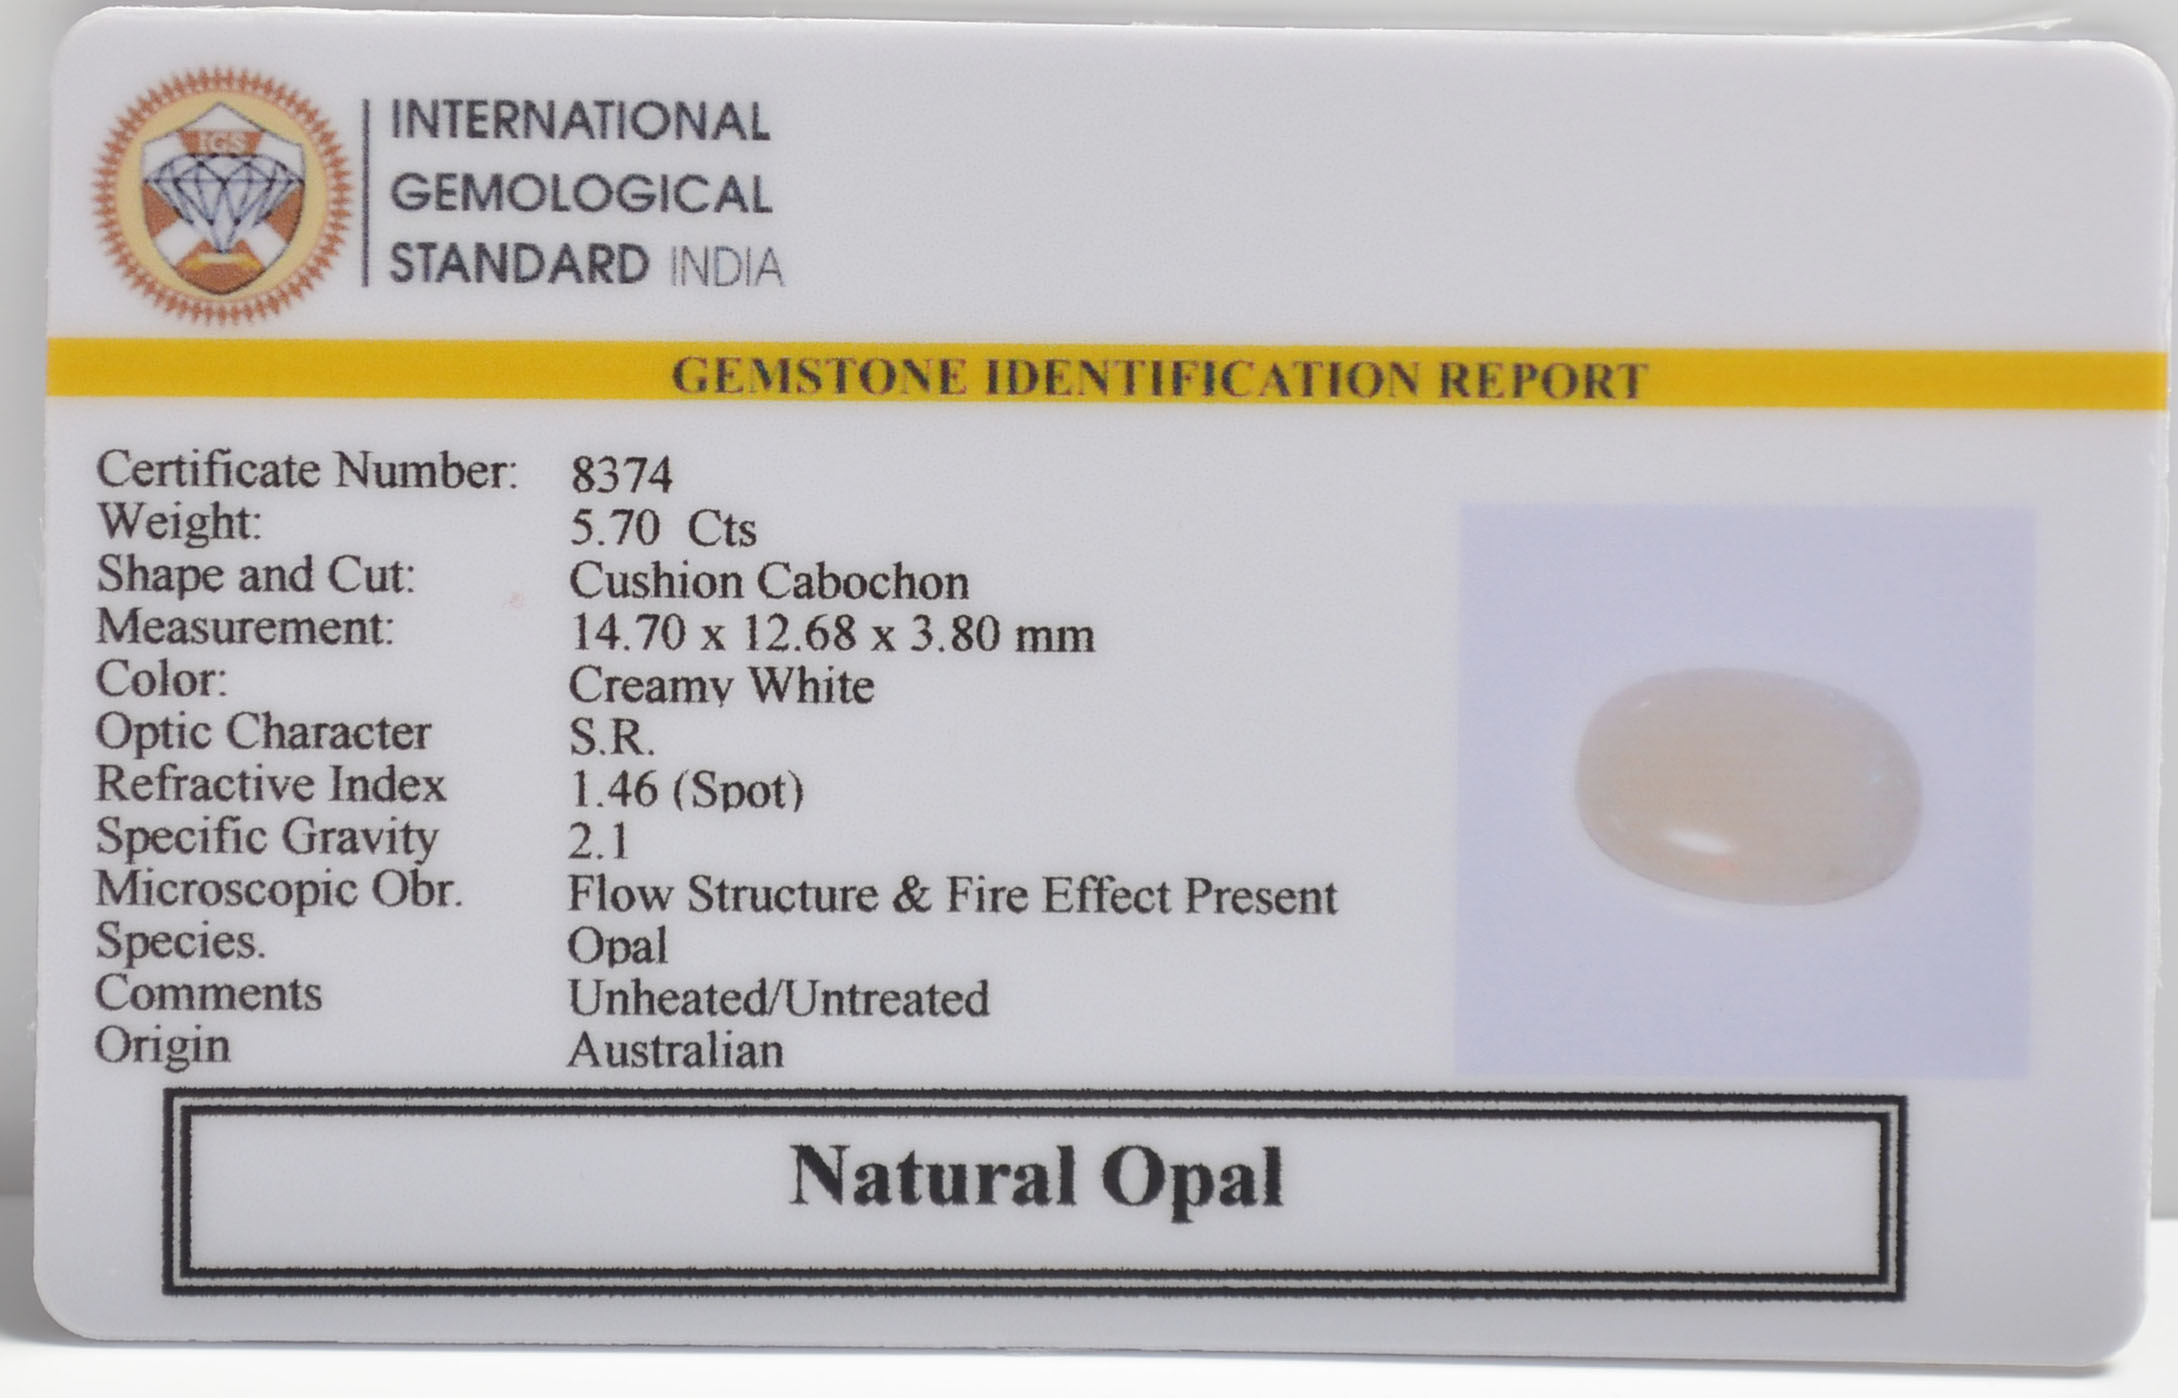 IGS
INTERNATIONAL
GEMOLOGICAL
STANDARD INDIA
GEMSTONE IDENTIFICATION REPORT
Certificate Number: 8374
Weight: 5.70 Cts
Shape and Cut: Cushion Cabochon
Measurement: 14.70 x 12.68 x 3.80 mm
Color: Creamy White
Optic Character S.R.
Refractive Index 1.46 (Spot)
Specific Gravity 2.1
Microscopic Obr. Flow Structure & Fire Effect Present
Species. Opal
Comments Unheated/Untreated
Origin Australian
Natural Opal